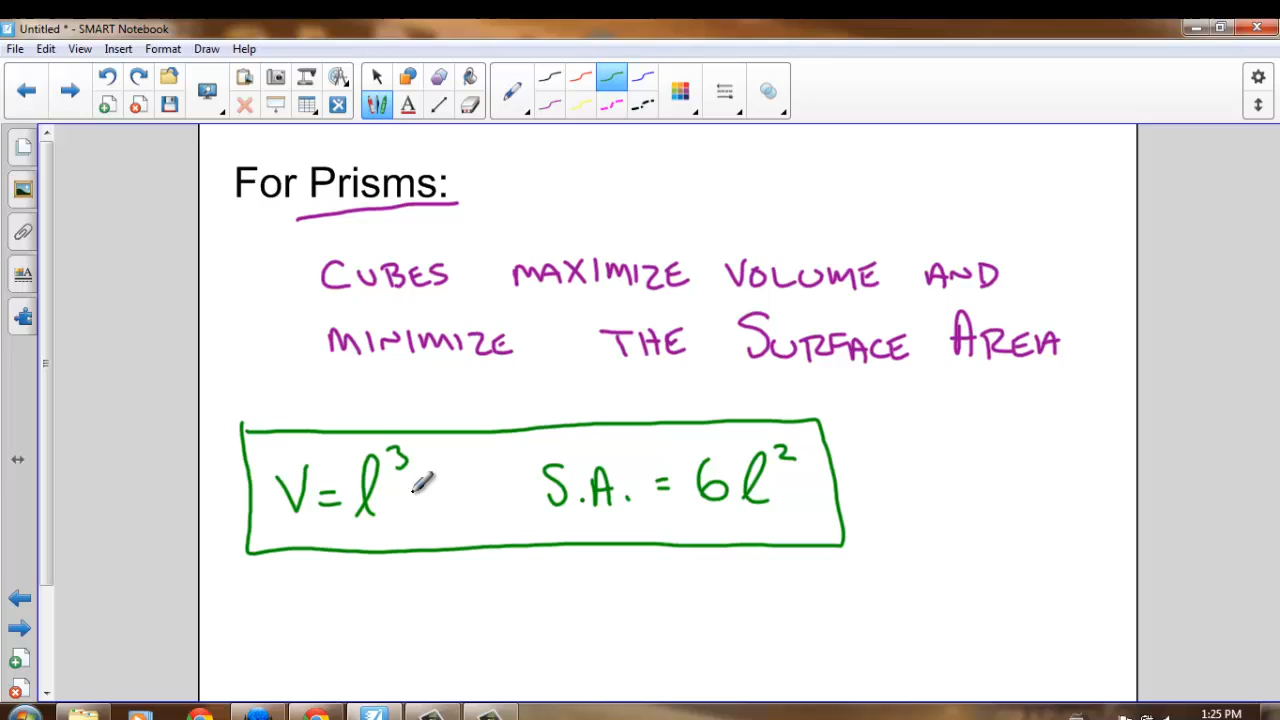 Untitled * - SMART Notebook
File Edit View Insert Format Draw Help
For Prisms:
CUBES MAXIMIZE VOLUME AND
MINIMIZE THE SURFACE AREA
V = l³ S.A. = 6l²
1:25 PM